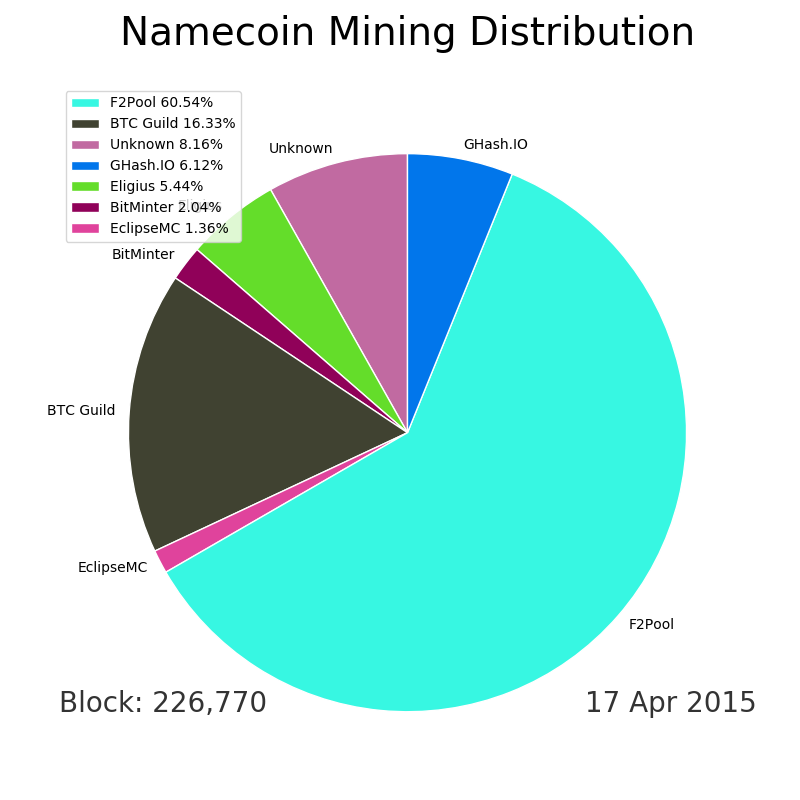 Namecoin Mining Distribution
F2Pool 60.54%
BTC Guild 16.33%
Unknown 8.16%
GHash.IO 6.12%
Eligius 5.44%
BitMinter 2.04%
EclipseMC 1.36%
Unknown
GHash.IO
BitMinter
BTC Guild
EclipseMC
F2Pool
Block: 226,770
17 Apr 2015